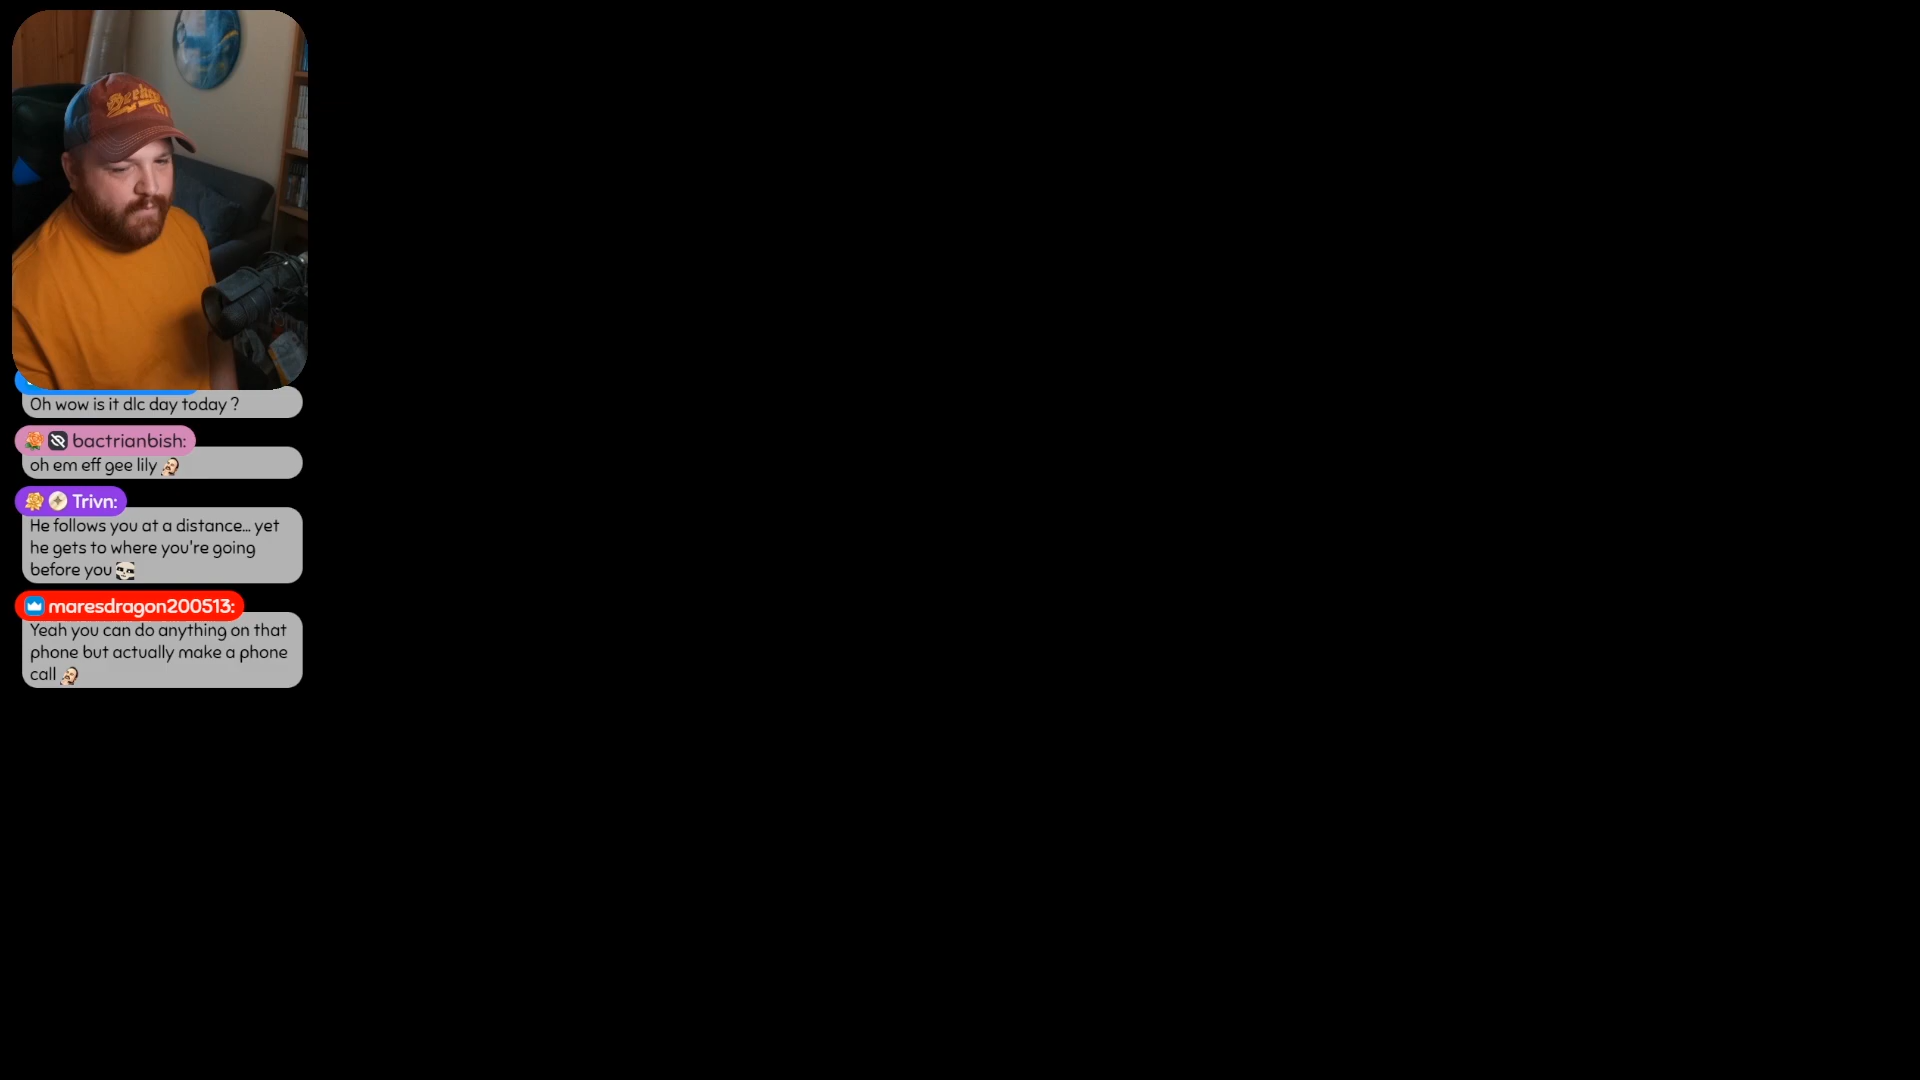 Oh wow is it dlc day today ?
bactrianbish:
oh em eff gee lily
Trivn:
He follows you at a distance... yet
he gets to where you're going
before you
maresdragon200513:
Yeah you can do anything on that
phone but actually make a phone
call